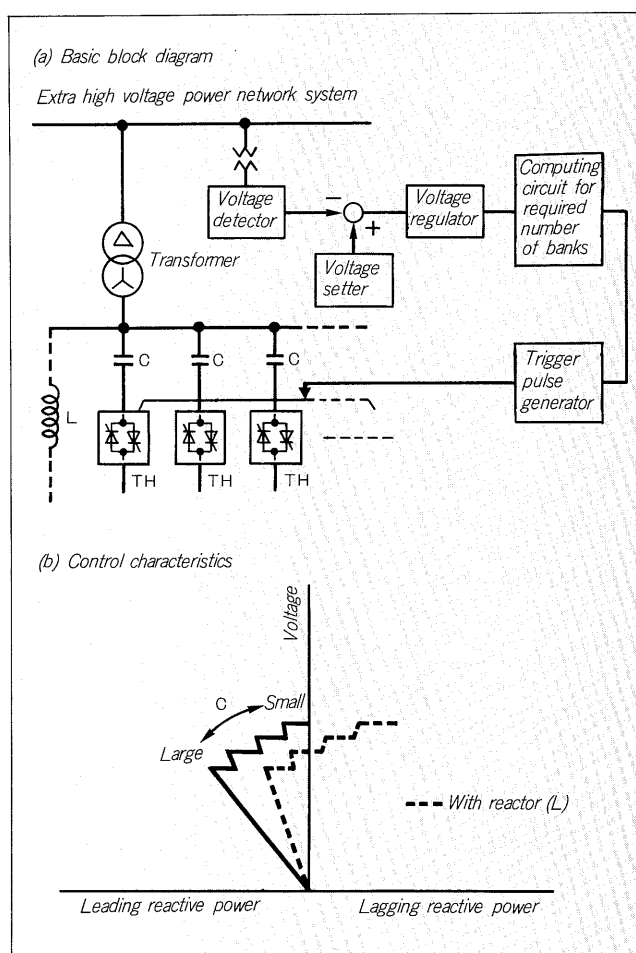 (a) Basic block diagram
Extra high voltage power network system
Voltage
detector
−
+
Voltage
setter
Voltage
regulator
Computing
circuit for
required
number
of banks
Transformer
C
C
C
L
TH
TH
TH
Trigger
pulse
generator
(b) Control characteristics
Voltage
C
Small
Large
With reactor (L)
Leading reactive power
Lagging reactive power